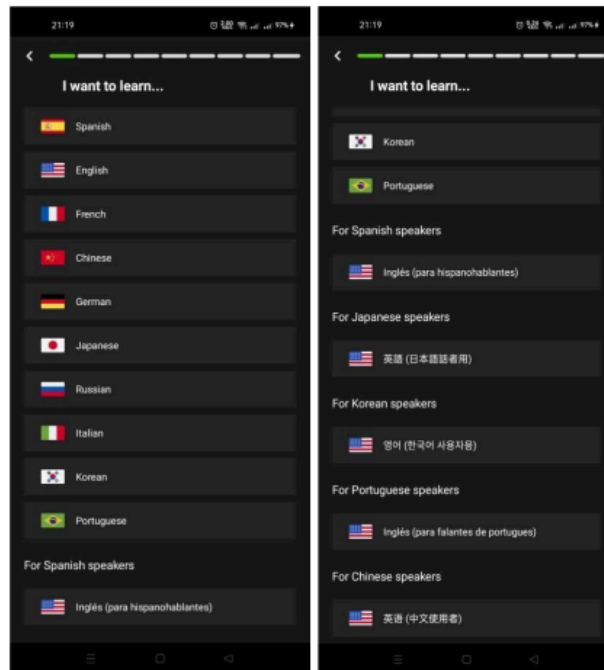 21:19
97%
I want to learn...
Spanish
English
French
Chinese
German
Japanese
Russian
Italian
Korean
Portuguese
For Spanish speakers
Inglés (para hispanohablantes)
21:19
97%
I want to learn...
Korean
Portuguese
For Spanish speakers
Inglés (para hispanohablantes)
For Japanese speakers
英語 (日本語話者用)
For Korean speakers
영어 (한국어 사용자용)
For Portuguese speakers
Inglés (para falantes de portugues)
For Chinese speakers
英语 (中文使用者)